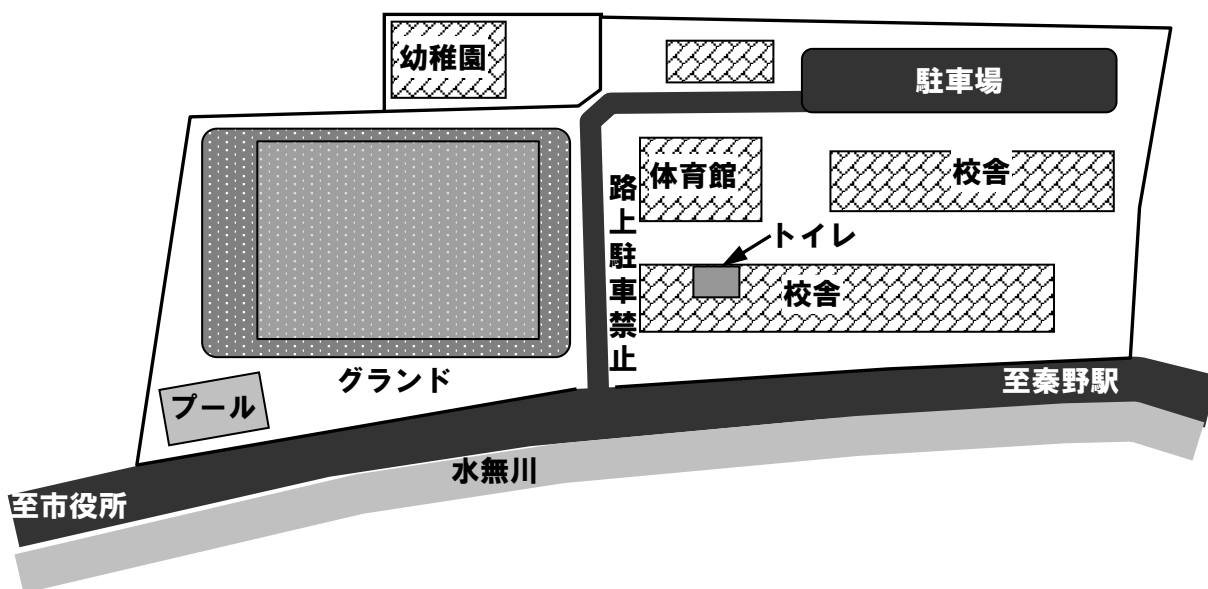 幼稚園
駐車場
体育館
校舎
路上駐車禁止
トイレ
校舎
グランド
至秦野駅
プール
水無川
至市役所